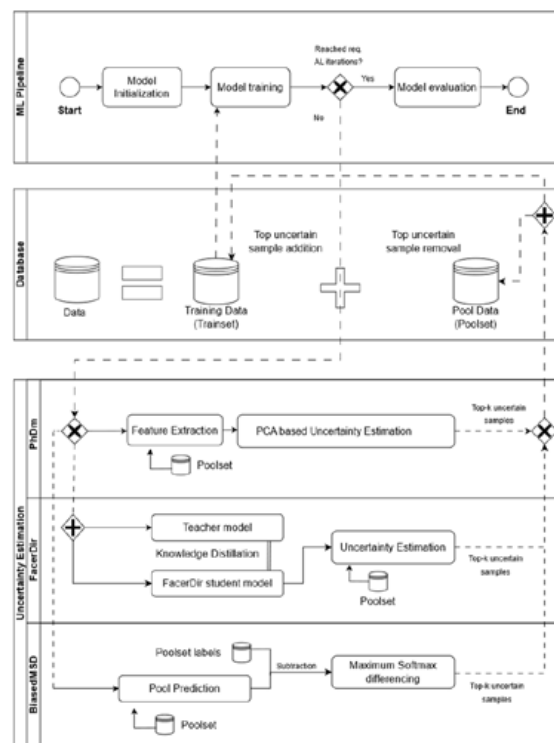 ML Pipeline
Start
Model
Initialization
Model training
Reached req.
AL iterations?
Yes
No
Model evaluation
End
Database
Data
Top uncertain
sample addition
Training Data
(Trainset)
Top uncertain
sample removal
Pool Data
(Poolset)
Uncertainty Estimation
PhDm
Feature Extraction
PCA based Uncertainty Estimation
Top-k uncertain
samples
Poolset
FacerDir
Teacher model
Knowledge Distillation
FacerDir student model
Uncertainty Estimation
Top-k uncertain
samples
Poolset
BiasedMSD
Poolset labels
Subtraction
Pool Prediction
Maximum Softmax
differencing
Top-k uncertain
samples
Poolset